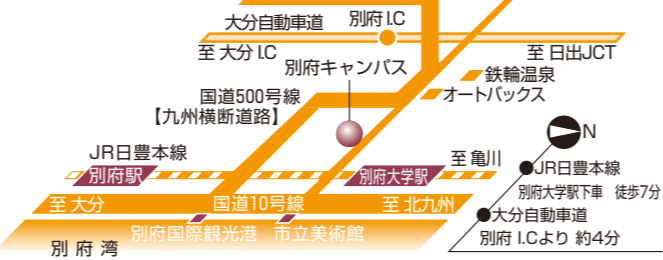 大分自動車道
別府 I.C
至 大分 I.C
至 日出JCT
別府キャンパス
鉄輪温泉
オートバックス
国道500号線
【九州横断道路】
N
JR日豊本線
至 亀川
別府駅
別府大学駅
JR日豊本線
別府大学駅下車 徒歩7分
至 大分
国道10号線
至 北九州
大分自動車道
別府 I.Cより 約4分
別府国際観光港
市立美術館
別府湾